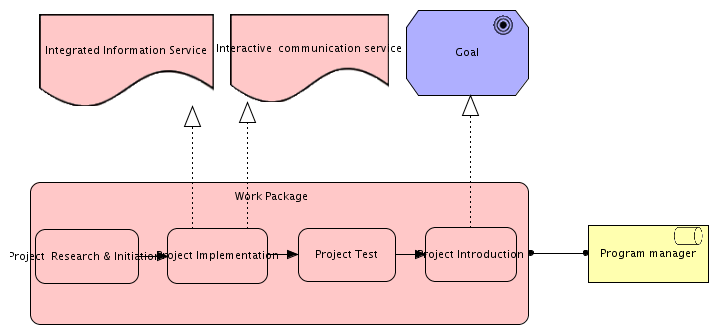 Integrated Information Service
Interactive communication service
Goal
Work Package
Project Research & Initiation
Project Implementation
Project Test
Project Introduction
Program manager